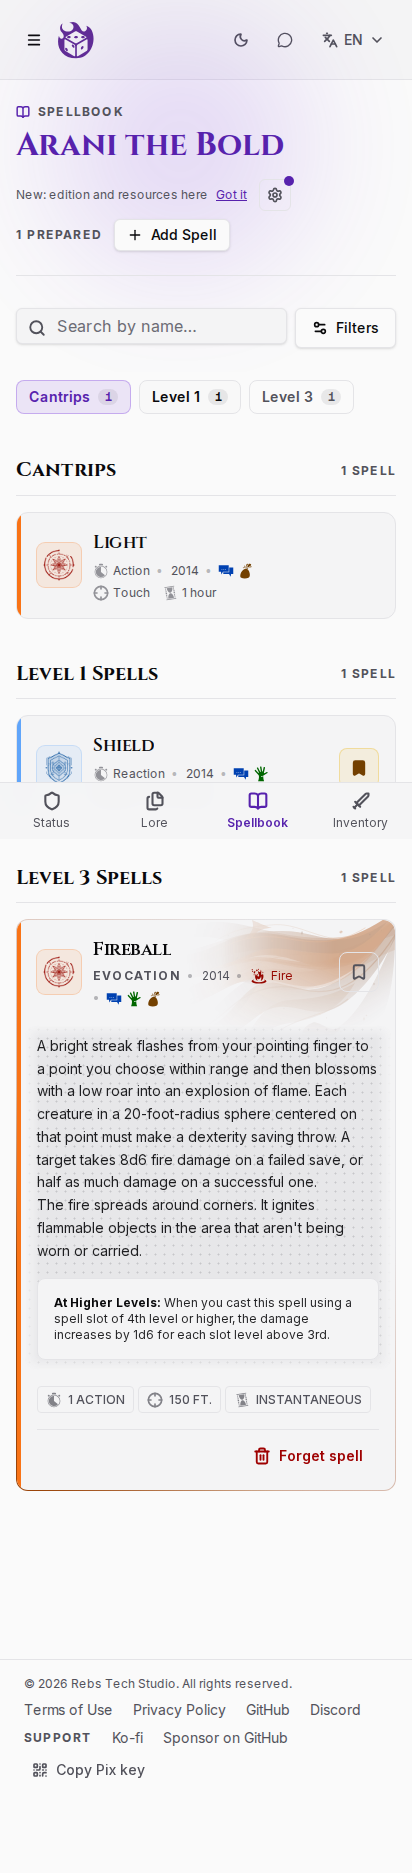 EN
SPELLBOOK
Arani the Bold
New: edition and resources here Got it
1 PREPARED
Add Spell
Search by name...
Filters
Cantrips 1
Level 1 1
Level 3 1
Cantrips
1 SPELL
Light
Action • 2014 •
Touch 1 hour
Level 1 Spells
1 SPELL
Shield
Reaction • 2014 •
Status
Lore
Spellbook
Inventory
Level 3 Spells
1 SPELL
Fireball
EVOCATION • 2014 • Fire
•
A bright streak flashes from your pointing finger to
a point you choose within range and then blossoms
with a low roar into an explosion of flame. Each
creature in a 20-foot-radius sphere centered on
that point must make a dexterity saving throw. A
target takes 8d6 fire damage on a failed save, or
half as much damage on a successful one.
The fire spreads around corners. It ignites
flammable objects in the area that aren't being
worn or carried.
At Higher Levels: When you cast this spell using a
spell slot of 4th level or higher, the damage
increases by 1d6 for each slot level above 3rd.
1 ACTION
150 FT.
INSTANTANEOUS
Forget spell
© 2026 Rebs Tech Studio. All rights reserved.
Terms of Use Privacy Policy GitHub Discord
SUPPORT Ko-fi Sponsor on GitHub
Copy Pix key